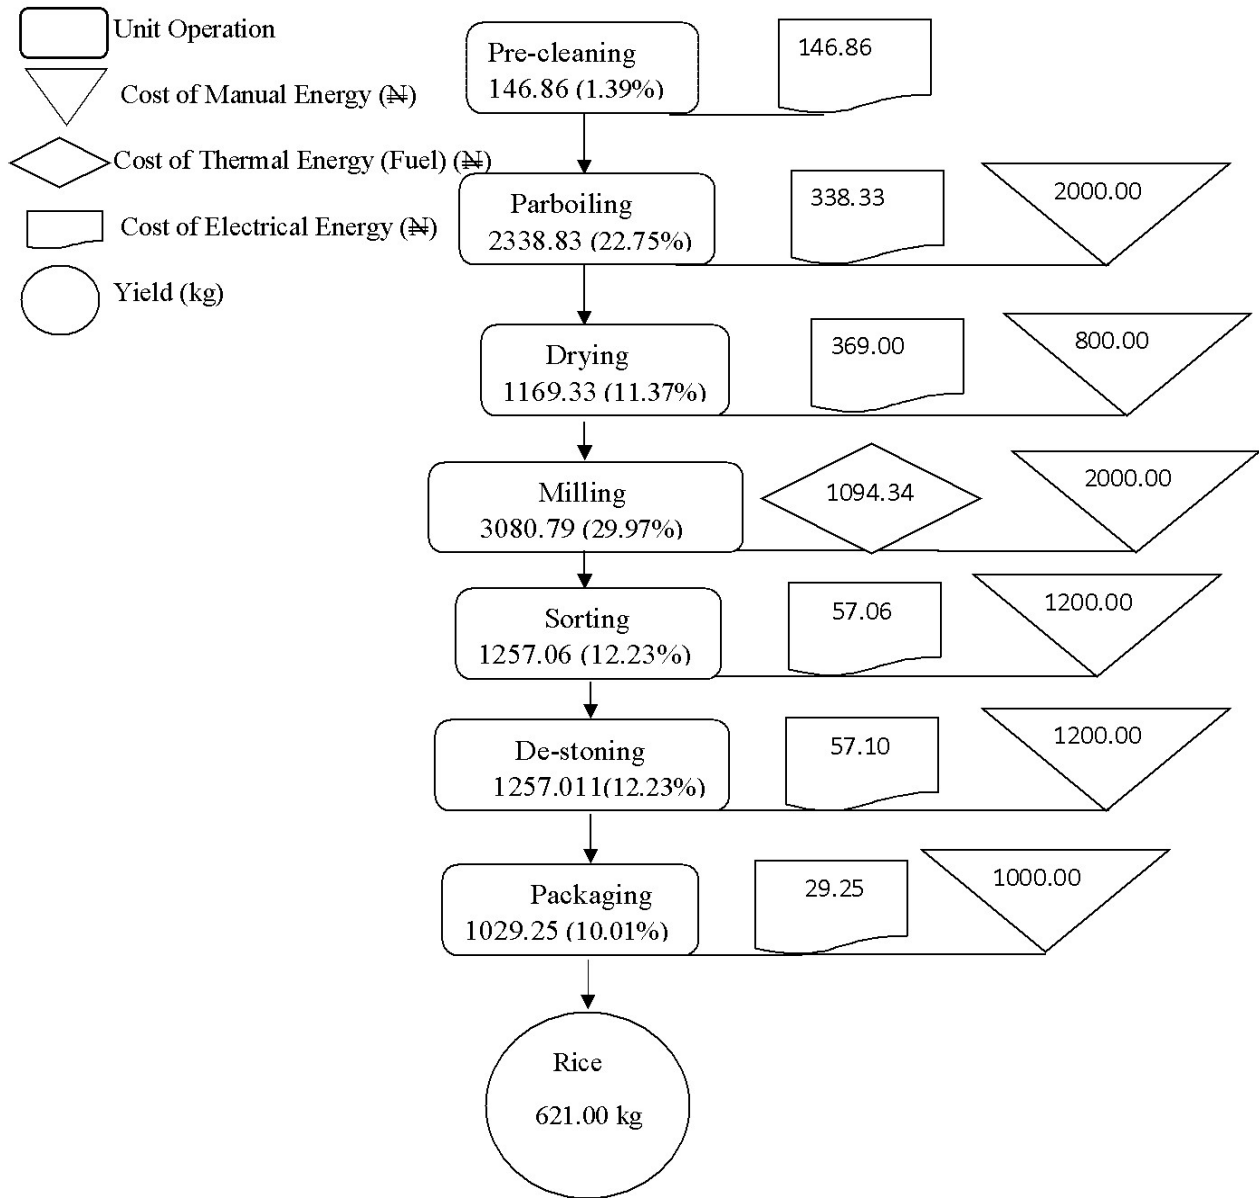 Unit Operation
Cost of Manual Energy (₦)
Cost of Thermal Energy (Fuel) (₦)
Cost of Electrical Energy (₦)
Yield (kg)
Pre-cleaning
146.86 (1.39%)
146.86
Parboiling
2338.83 (22.75%)
338.33
2000.00
Drying
1169.33 (11.37%)
369.00
800.00
Milling
3080.79 (29.97%)
1094.34
2000.00
Sorting
1257.06 (12.23%)
57.06
1200.00
De-stoning
1257.011(12.23%)
57.10
1200.00
Packaging
1029.25 (10.01%)
29.25
1000.00
Rice
621.00 kg